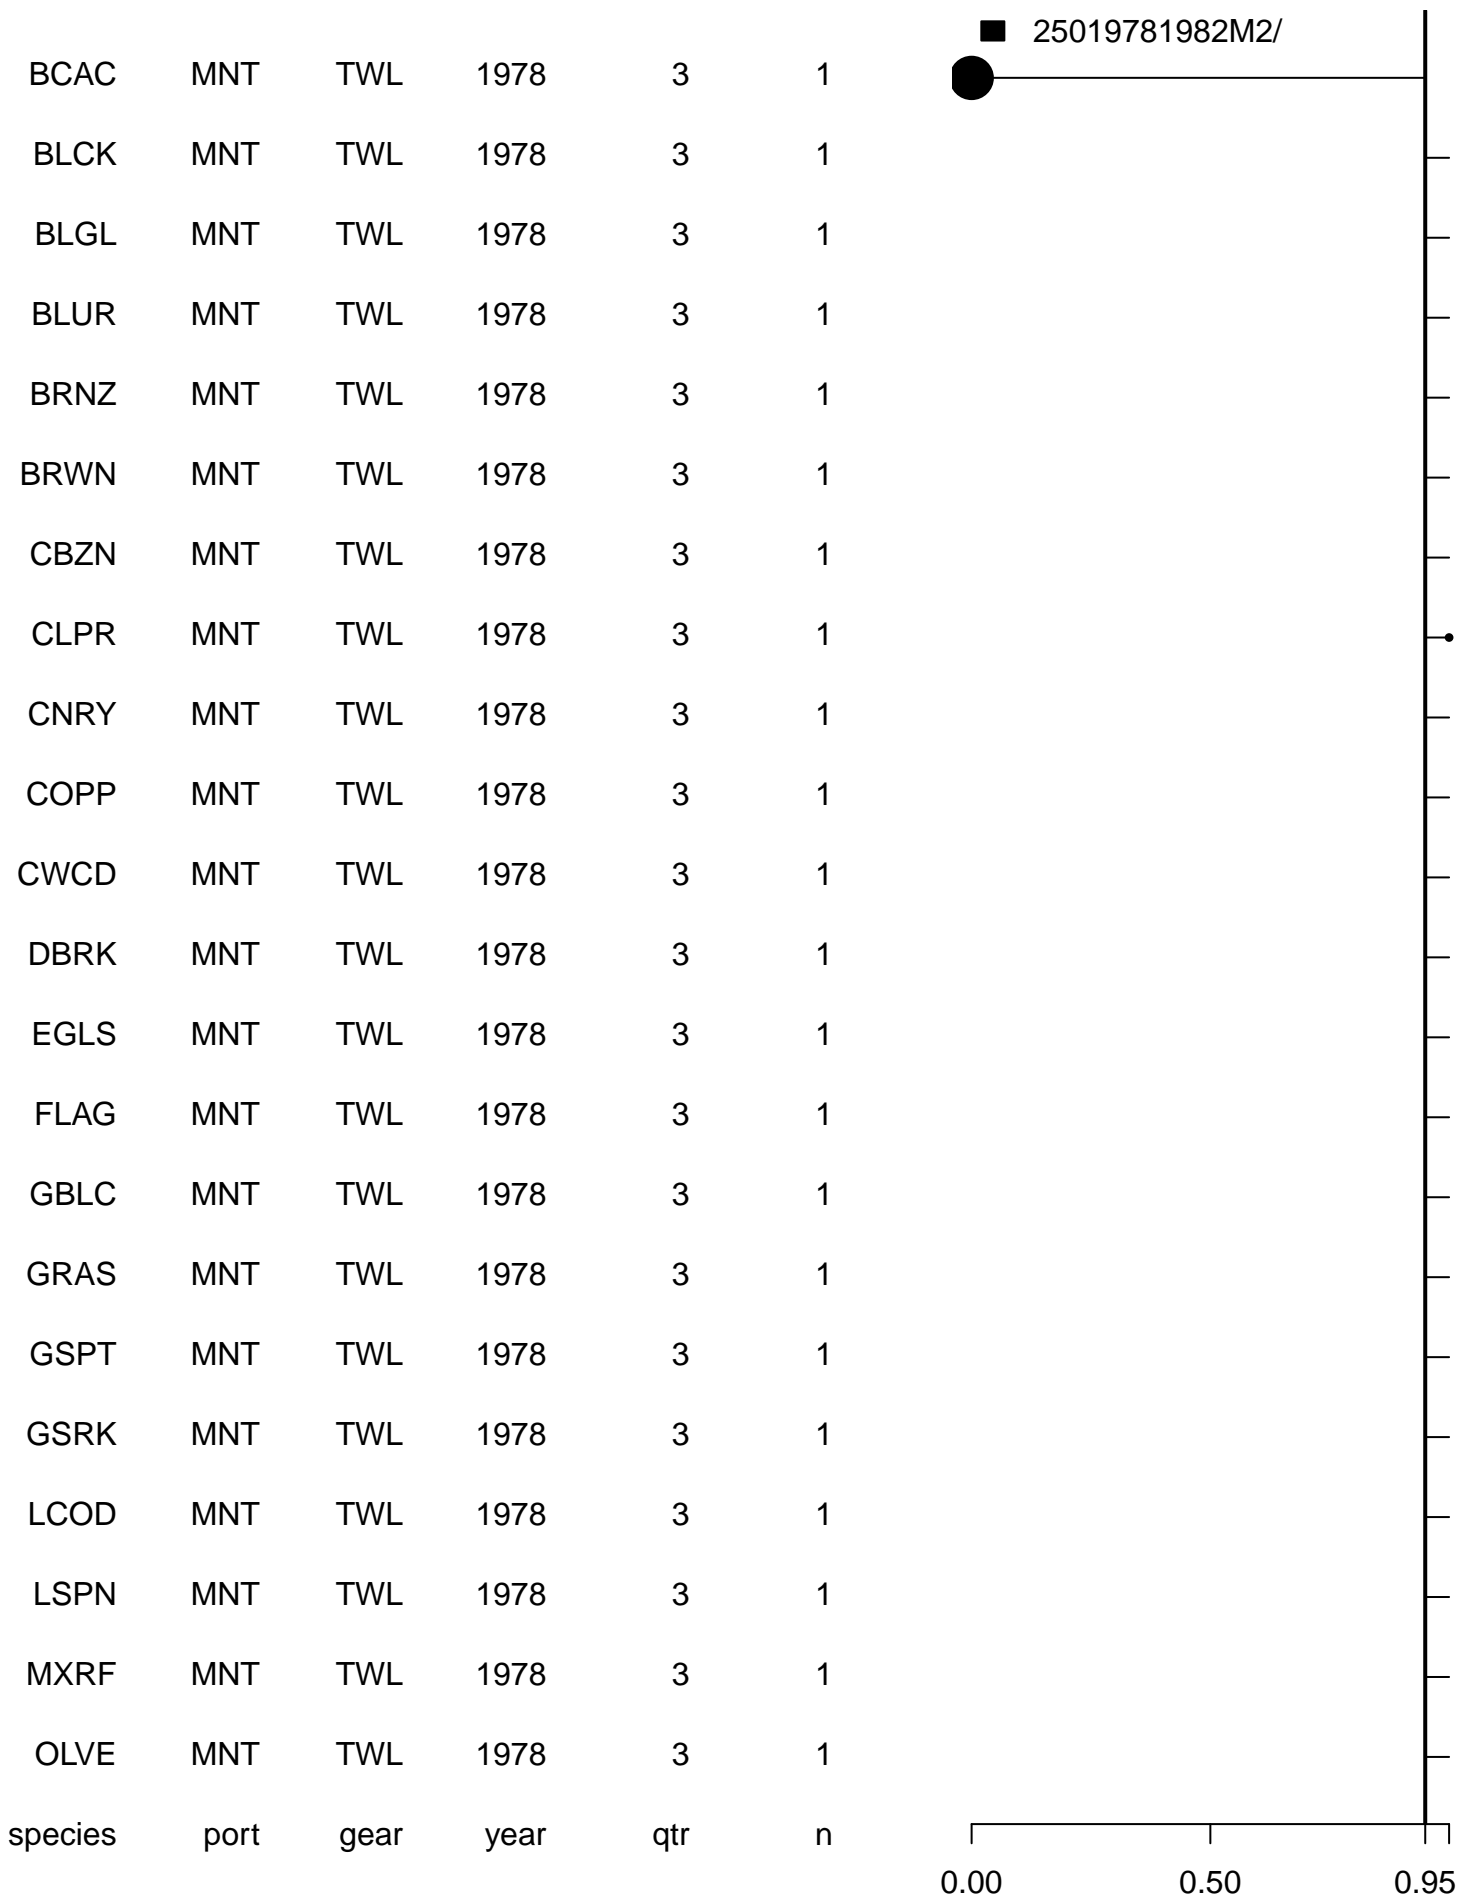 25019781982M2/
BCAC MNT TWL 1978 3 1
BLCK MNT TWL 1978 3 1
BLGL MNT TWL 1978 3 1
BLUR MNT TWL 1978 3 1
BRNZ MNT TWL 1978 3 1
BRWN MNT TWL 1978 3 1
CBZN MNT TWL 1978 3 1
CLPR MNT TWL 1978 3 1
CNRY MNT TWL 1978 3 1
COPP MNT TWL 1978 3 1
CWCD MNT TWL 1978 3 1
DBRK MNT TWL 1978 3 1
EGLS MNT TWL 1978 3 1
FLAG MNT TWL 1978 3 1
GBLC MNT TWL 1978 3 1
GRAS MNT TWL 1978 3 1
GSPT MNT TWL 1978 3 1
GSRK MNT TWL 1978 3 1
LCOD MNT TWL 1978 3 1
LSPN MNT TWL 1978 3 1
MXRF MNT TWL 1978 3 1
OLVE MNT TWL 1978 3 1
species port gear year qtr n
0.00 0.50 0.95